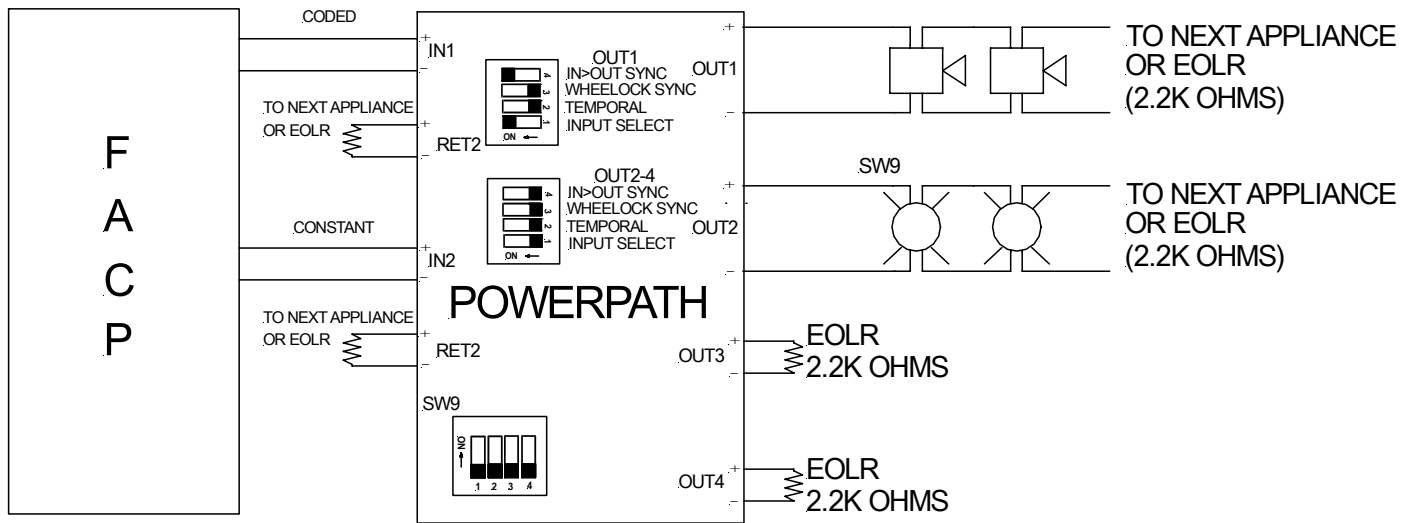 FACP
CODED
+
IN1
-
TO NEXT APPLIANCE
OR EOLR
+
RET2
-
CONSTANT
+
IN2
-
TO NEXT APPLIANCE
OR EOLR
+
RET2
-
OUT1
4 IN>OUT SYNC
3 WHEELOCK SYNC
2 TEMPORAL
1 INPUT SELECT
ON ←
OUT2-4
4 IN>OUT SYNC
3 WHEELOCK SYNC
2 TEMPORAL
1 INPUT SELECT
ON ←
POWERPATH
SW9
ON →
1 2 3 4
+
OUT1
-
TO NEXT APPLIANCE
OR EOLR
(2.2K OHMS)
SW9
+
OUT2
-
TO NEXT APPLIANCE
OR EOLR
(2.2K OHMS)
+
OUT3
-
EOLR
2.2K OHMS
+
OUT4
-
EOLR
2.2K OHMS